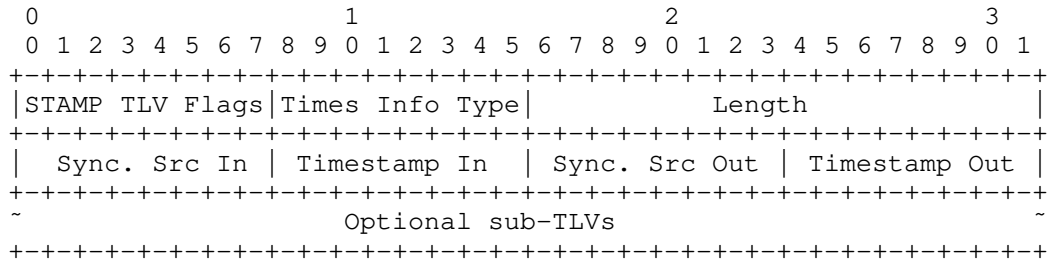 0                   1                   2                   3
 0 1 2 3 4 5 6 7 8 9 0 1 2 3 4 5 6 7 8 9 0 1 2 3 4 5 6 7 8 9 0 1
+-+-+-+-+-+-+-+-+-+-+-+-+-+-+-+-+-+-+-+-+-+-+-+-+-+-+-+-+-+-+-+-+
|STAMP TLV Flags|Times Info Type|           Length              |
+-+-+-+-+-+-+-+-+-+-+-+-+-+-+-+-+-+-+-+-+-+-+-+-+-+-+-+-+-+-+-+-+
|  Sync. Src In | Timestamp In  | Sync. Src Out | Timestamp Out |
+-+-+-+-+-+-+-+-+-+-+-+-+-+-+-+-+-+-+-+-+-+-+-+-+-+-+-+-+-+-+-+-+
~                    Optional sub-TLVs                          ~
+-+-+-+-+-+-+-+-+-+-+-+-+-+-+-+-+-+-+-+-+-+-+-+-+-+-+-+-+-+-+-+-+